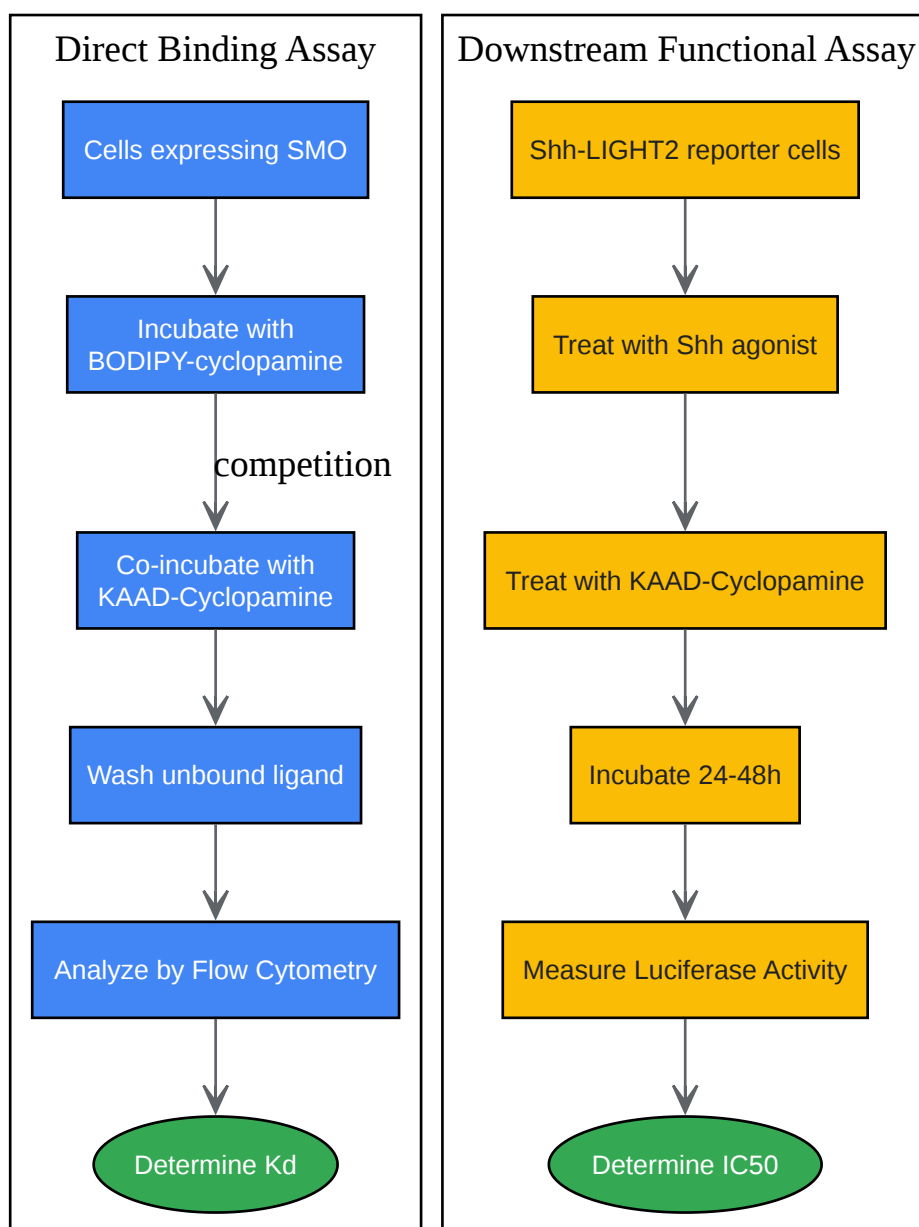 Direct Binding Assay
Cells expressing SMO
Incubate with
BODIPY-cyclopamine
competition
Co-incubate with
KAAD-Cyclopamine
Wash unbound ligand
Analyze by Flow Cytometry
Determine Kd
Downstream Functional Assay
Shh-LIGHT2 reporter cells
Treat with Shh agonist
Treat with KAAD-Cyclopamine
Incubate 24-48h
Measure Luciferase Activity
Determine IC50